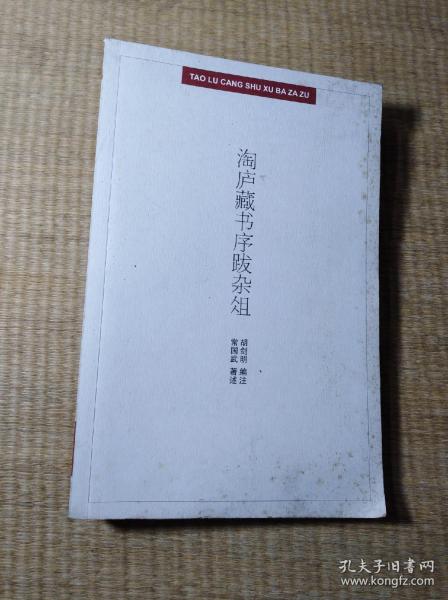 TAO LU CANG SHU XU BA ZA ZU
淘庐藏书序跋杂俎
胡剑明 编注
常国武 著述
孔夫子旧书网
www.kongfz.com